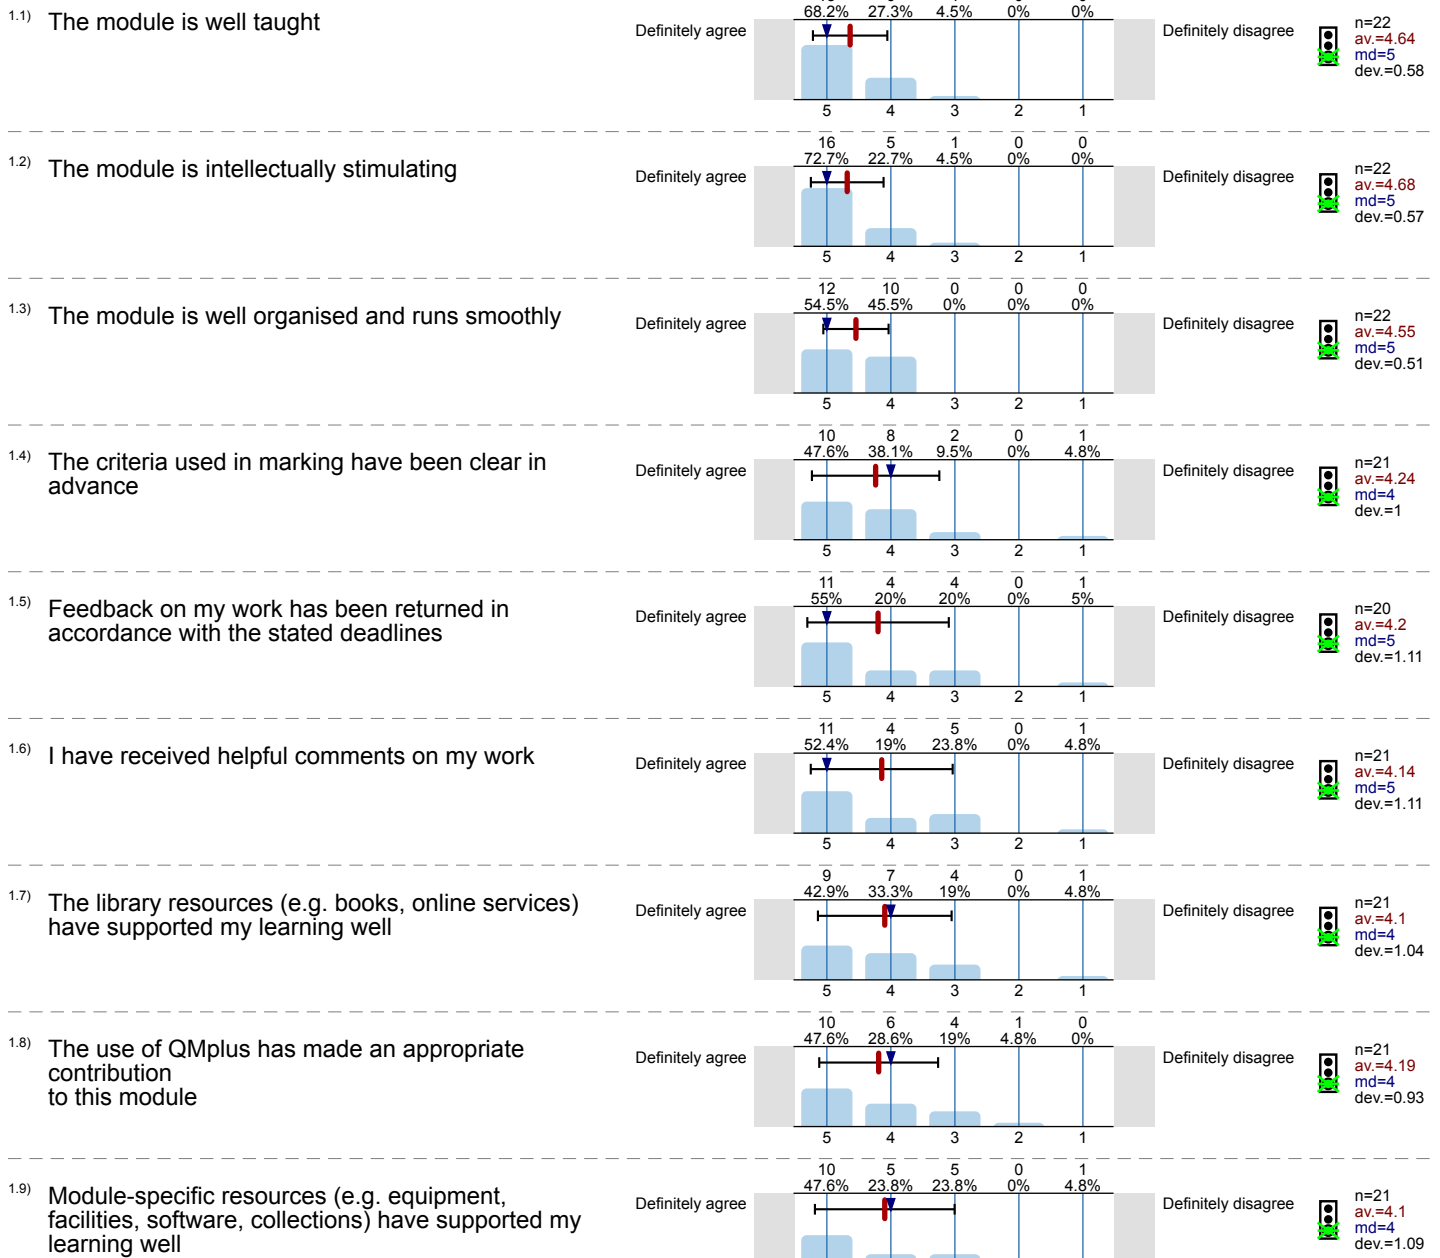 68.2% 27.3% 4.5% 0% 0%
1.1) The module is well taught
Definitely agree
Definitely disagree
n=22
av.=4.64
md=5
dev.=0.58
5 4 3 2 1
16 5 1 0 0
72.7% 22.7% 4.5% 0% 0%
1.2) The module is intellectually stimulating
Definitely agree
Definitely disagree
n=22
av.=4.68
md=5
dev.=0.57
5 4 3 2 1
12 10 0 0 0
54.5% 45.5% 0% 0% 0%
1.3) The module is well organised and runs smoothly
Definitely agree
Definitely disagree
n=22
av.=4.55
md=5
dev.=0.51
5 4 3 2 1
10 8 2 0 1
47.6% 38.1% 9.5% 0% 4.8%
1.4) The criteria used in marking have been clear in
advance
Definitely agree
Definitely disagree
n=21
av.=4.24
md=4
dev.=1
5 4 3 2 1
11 4 4 0 1
55% 20% 20% 0% 5%
1.5) Feedback on my work has been returned in
accordance with the stated deadlines
Definitely agree
Definitely disagree
n=20
av.=4.2
md=5
dev.=1.11
5 4 3 2 1
11 4 5 0 1
52.4% 19% 23.8% 0% 4.8%
1.6) I have received helpful comments on my work
Definitely agree
Definitely disagree
n=21
av.=4.14
md=5
dev.=1.11
5 4 3 2 1
9 7 4 0 1
42.9% 33.3% 19% 0% 4.8%
1.7) The library resources (e.g. books, online services)
have supported my learning well
Definitely agree
Definitely disagree
n=21
av.=4.1
md=4
dev.=1.04
5 4 3 2 1
10 6 4 1 0
47.6% 28.6% 19% 4.8% 0%
1.8) The use of QMplus has made an appropriate
contribution
to this module
Definitely agree
Definitely disagree
n=21
av.=4.19
md=4
dev.=0.93
5 4 3 2 1
10 5 5 0 1
47.6% 23.8% 23.8% 0% 4.8%
1.9) Module-specific resources (e.g. equipment,
facilities, software, collections) have supported my
learning well
Definitely agree
Definitely disagree
n=21
av.=4.1
md=4
dev.=1.09